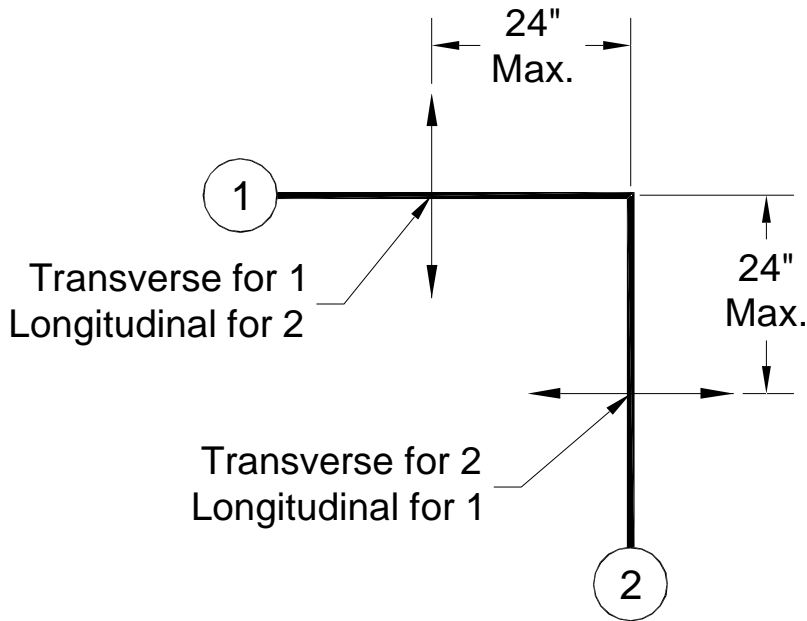 24"
Max.
1
Transverse for 1
Longitudinal for 2
24"
Max.
Transverse for 2
Longitudinal for 1
2